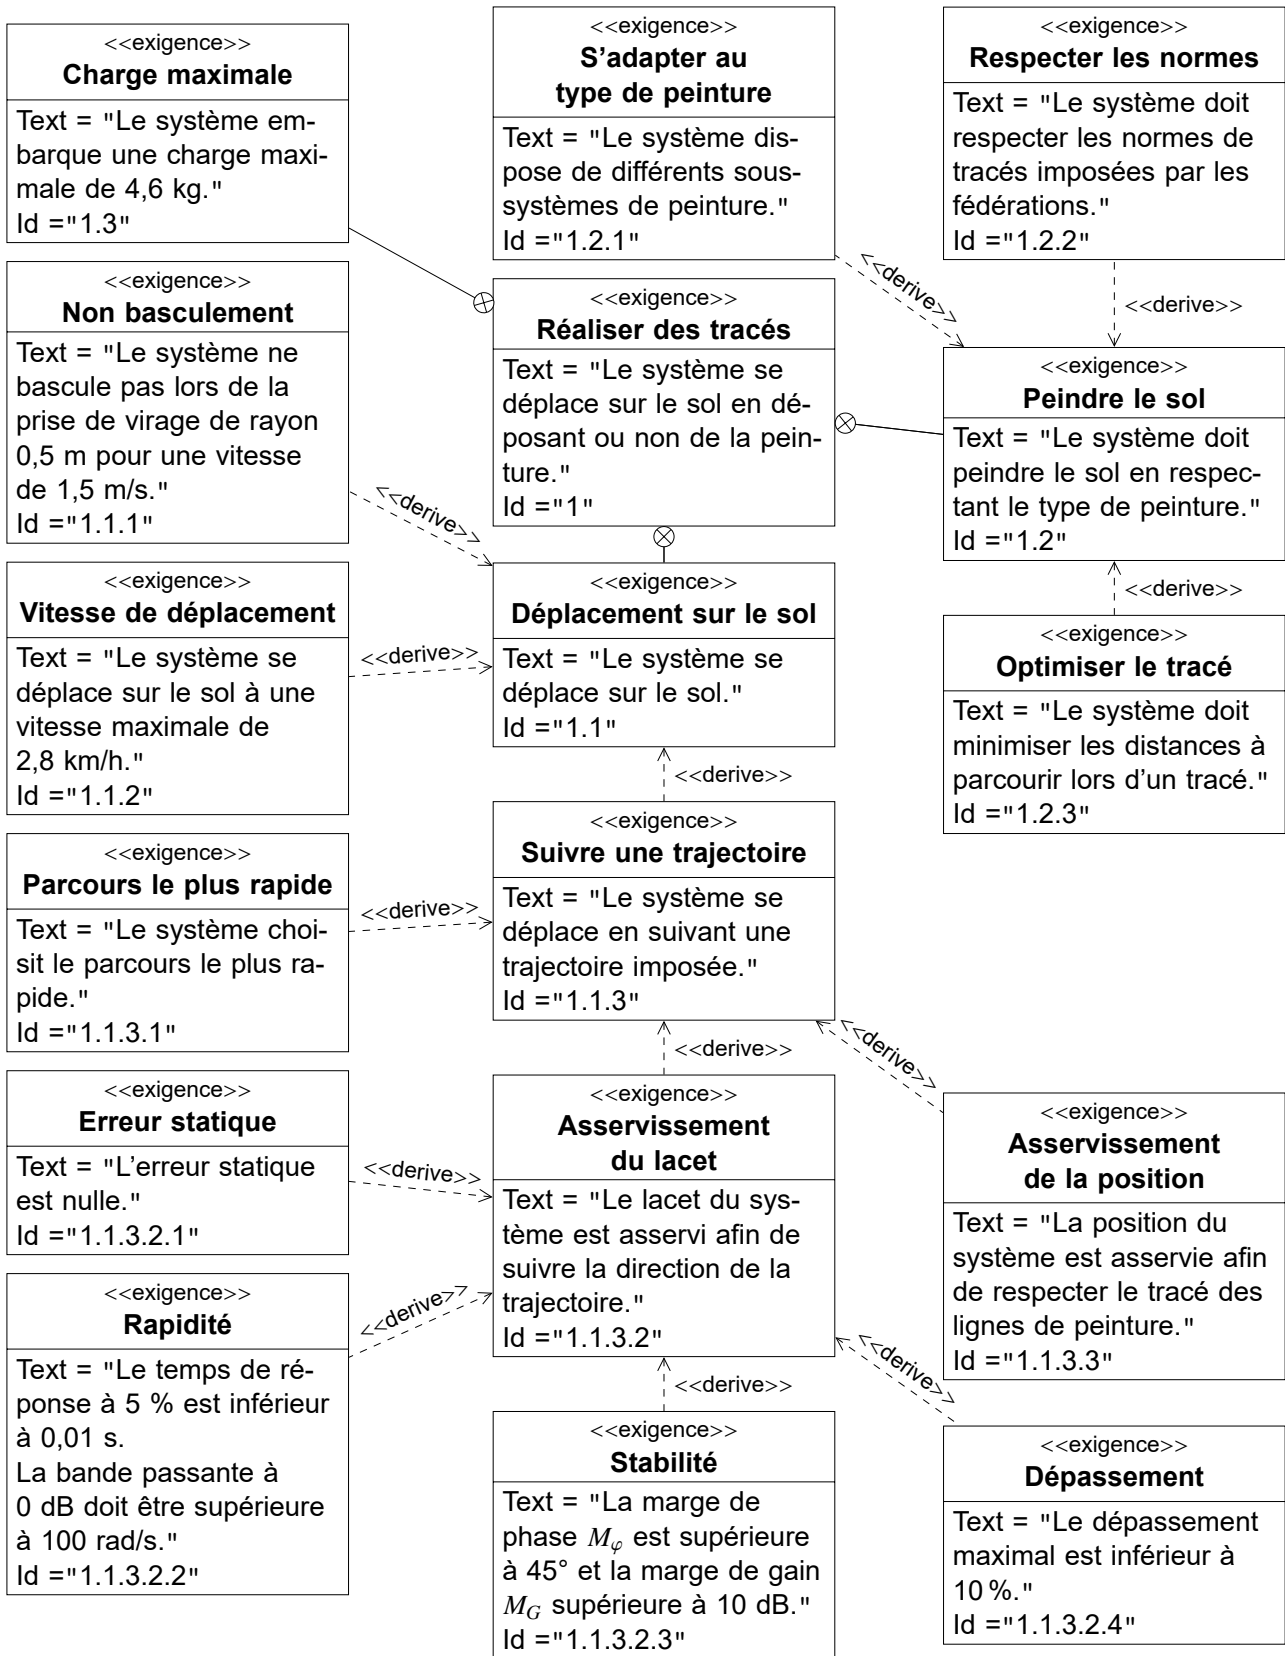 <<exigence>>
Charge maximale
Text = "Le système em-
barque une charge maxi-
male de 4,6 kg."
Id ="1.3"
<<exigence>>
S'adapter au
type de peinture
Text = "Le système dis-
pose de différents sous-
systèmes de peinture."
Id ="1.2.1"
<<exigence>>
Respecter les normes
Text = "Le système doit
respecter les normes de
tracés imposées par les
fédérations."
Id ="1.2.2"
<<derive>>
<<derive>>
<<exigence>>
Non basculement
Text = "Le système ne
bascule pas lors de la
prise de virage de rayon
0,5 m pour une vitesse
de 1,5 m/s."
Id ="1.1.1"
<<exigence>>
Réaliser des tracés
Text = "Le système se
déplace sur le sol en dé-
posant ou non de la pein-
ture."
Id ="1"
<<exigence>>
Peindre le sol
Text = "Le système doit
peindre le sol en respec-
tant le type de peinture."
Id ="1.2"
<<derive>>
<<derive>>
<<exigence>>
Vitesse de déplacement
Text = "Le système se
déplace sur le sol à une
vitesse maximale de
2,8 km/h."
Id ="1.1.2"
<<derive>>
<<exigence>>
Déplacement sur le sol
Text = "Le système se
déplace sur le sol."
Id ="1.1"
<<exigence>>
Optimiser le tracé
Text = "Le système doit
minimiser les distances à
parcourir lors d'un tracé."
Id ="1.2.3"
<<derive>>
<<exigence>>
Parcours le plus rapide
Text = "Le système choi-
sit le parcours le plus ra-
pide."
Id ="1.1.3.1"
<<derive>>
<<exigence>>
Suivre une trajectoire
Text = "Le système se
déplace en suivant une
trajectoire imposée."
Id ="1.1.3"
<<derive>>
<<derive>>
<<exigence>>
Erreur statique
Text = "L'erreur statique
est nulle."
Id ="1.1.3.2.1"
<<derive>>
<<exigence>>
Asservissement
du lacet
Text = "Le lacet du sys-
tème est asservi afin de
suivre la direction de la
trajectoire."
Id ="1.1.3.2"
<<exigence>>
Asservissement
de la position
Text = "La position du
système est asservie afin
de respecter le tracé des
lignes de peinture."
Id ="1.1.3.3"
<<exigence>>
Rapidité
Text = "Le temps de ré-
ponse à 5 % est inférieur
à 0,01 s.
La bande passante à
0 dB doit être supérieure
à 100 rad/s."
Id ="1.1.3.2.2"
<<derive>>
<<derive>>
<<derive>>
<<exigence>>
Stabilité
Text = "La marge de
phase Mφ est supérieure
à 45° et la marge de gain
MG supérieure à 10 dB."
Id ="1.1.3.2.3"
<<exigence>>
Dépassement
Text = "Le dépassement
maximal est inférieur à
10 %."
Id ="1.1.3.2.4"